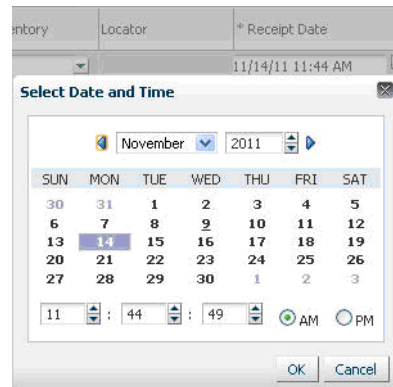 entory Locator * Receipt Date
11/14/11 11:44 AM
Select Date and Time
November 2011
SUN MON TUE WED THU FRI SAT
30 31 1 2 3 4 5
6 7 8 9 10 11 12
13 14 15 16 17 18 19
20 21 22 23 24 25 26
27 28 29 30 1 2 3
11 : 44 : 49 AM PM
OK Cancel